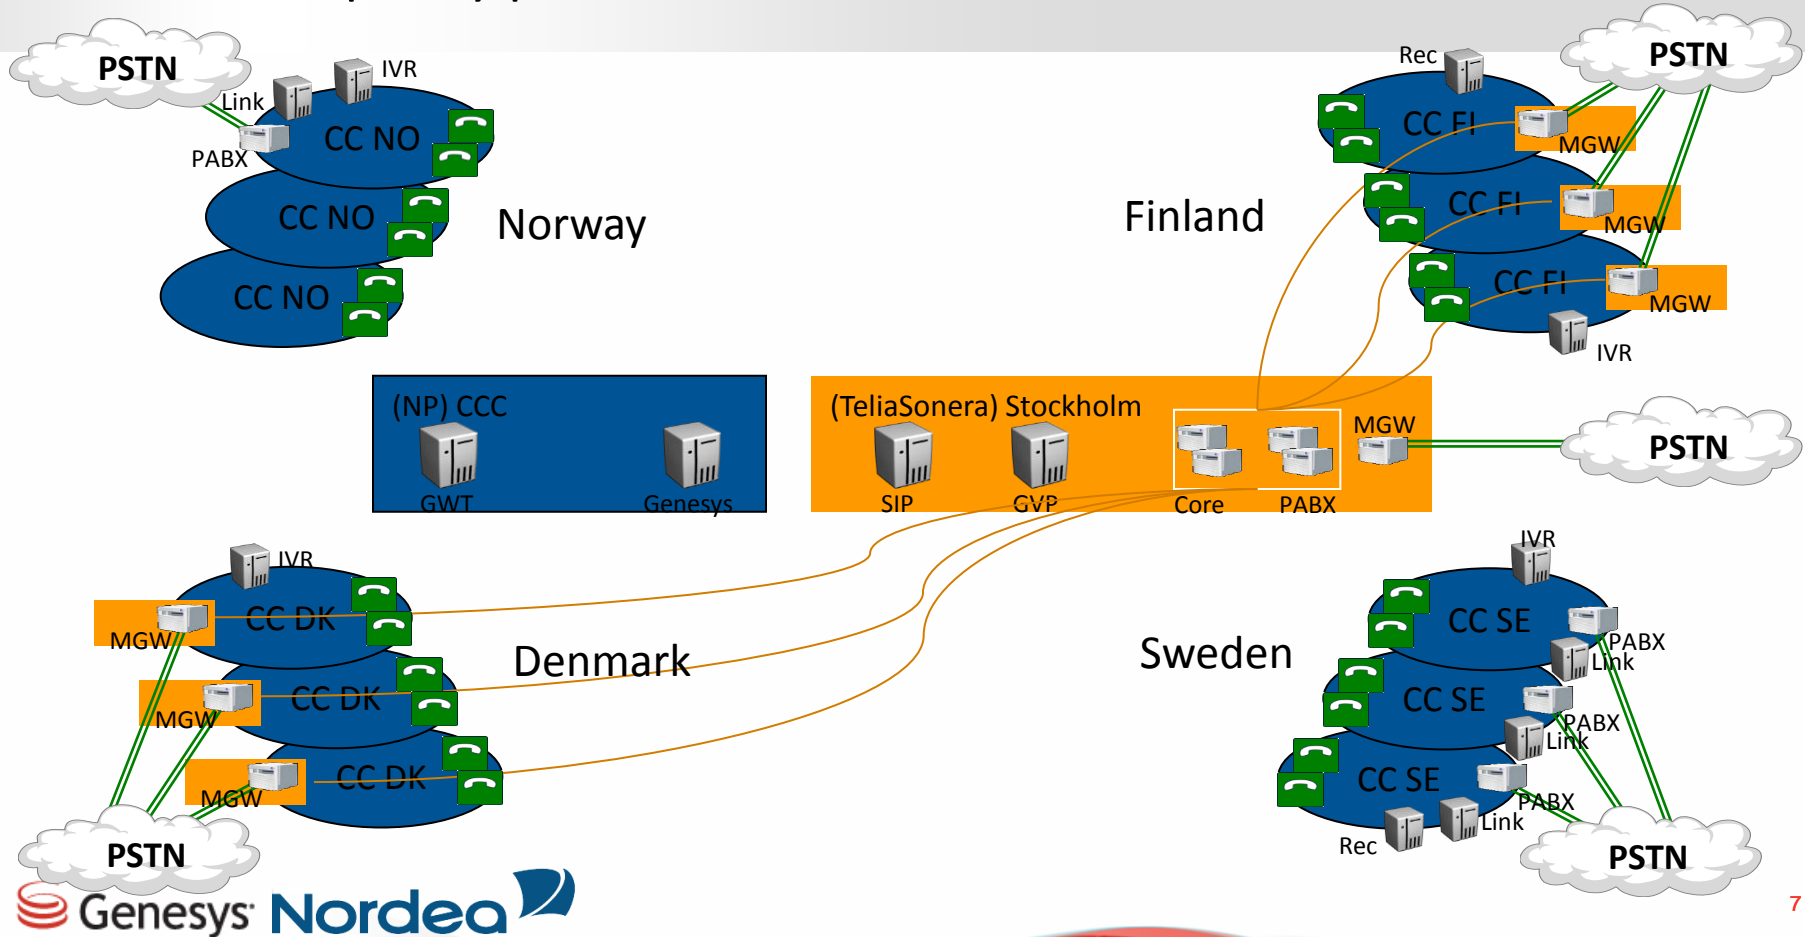 PSTN
IVR
Link
PABX
CC NO
CC NO
CC NO
Norway
Rec
PSTN
CC FI
MGW
CC FI
MGW
CC FI
MGW
IVR
Finland
(NP) CCC
GWT
Genesys
(TeliaSonera) Stockholm
SIP
GVP
Core
PABX
MGW
PSTN
IVR
CC DK
MGW
CC DK
MGW
CC DK
MGW
Denmark
PSTN
IVR
Sweden
CC SE
PABX
Link
CC SE
PABX
Link
CC SE
PABX
Link
Rec
PSTN
Genesys
Nordea
7